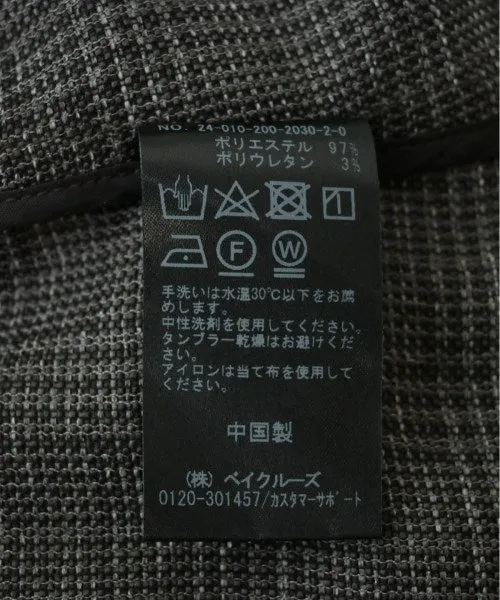 NO. 24-010-200-2030-2-0
ポリエステル 97%
ポリウレタン 3%
F W
手洗いは水温30℃以下をお薦
めします。
中性洗剤を使用してください。
タンブラー乾燥はお避けくだ
さい。
アイロンは当て布を使用して
ください。
中国製
(株) ベイクルーズ
0120-301457/カスタマーサポート